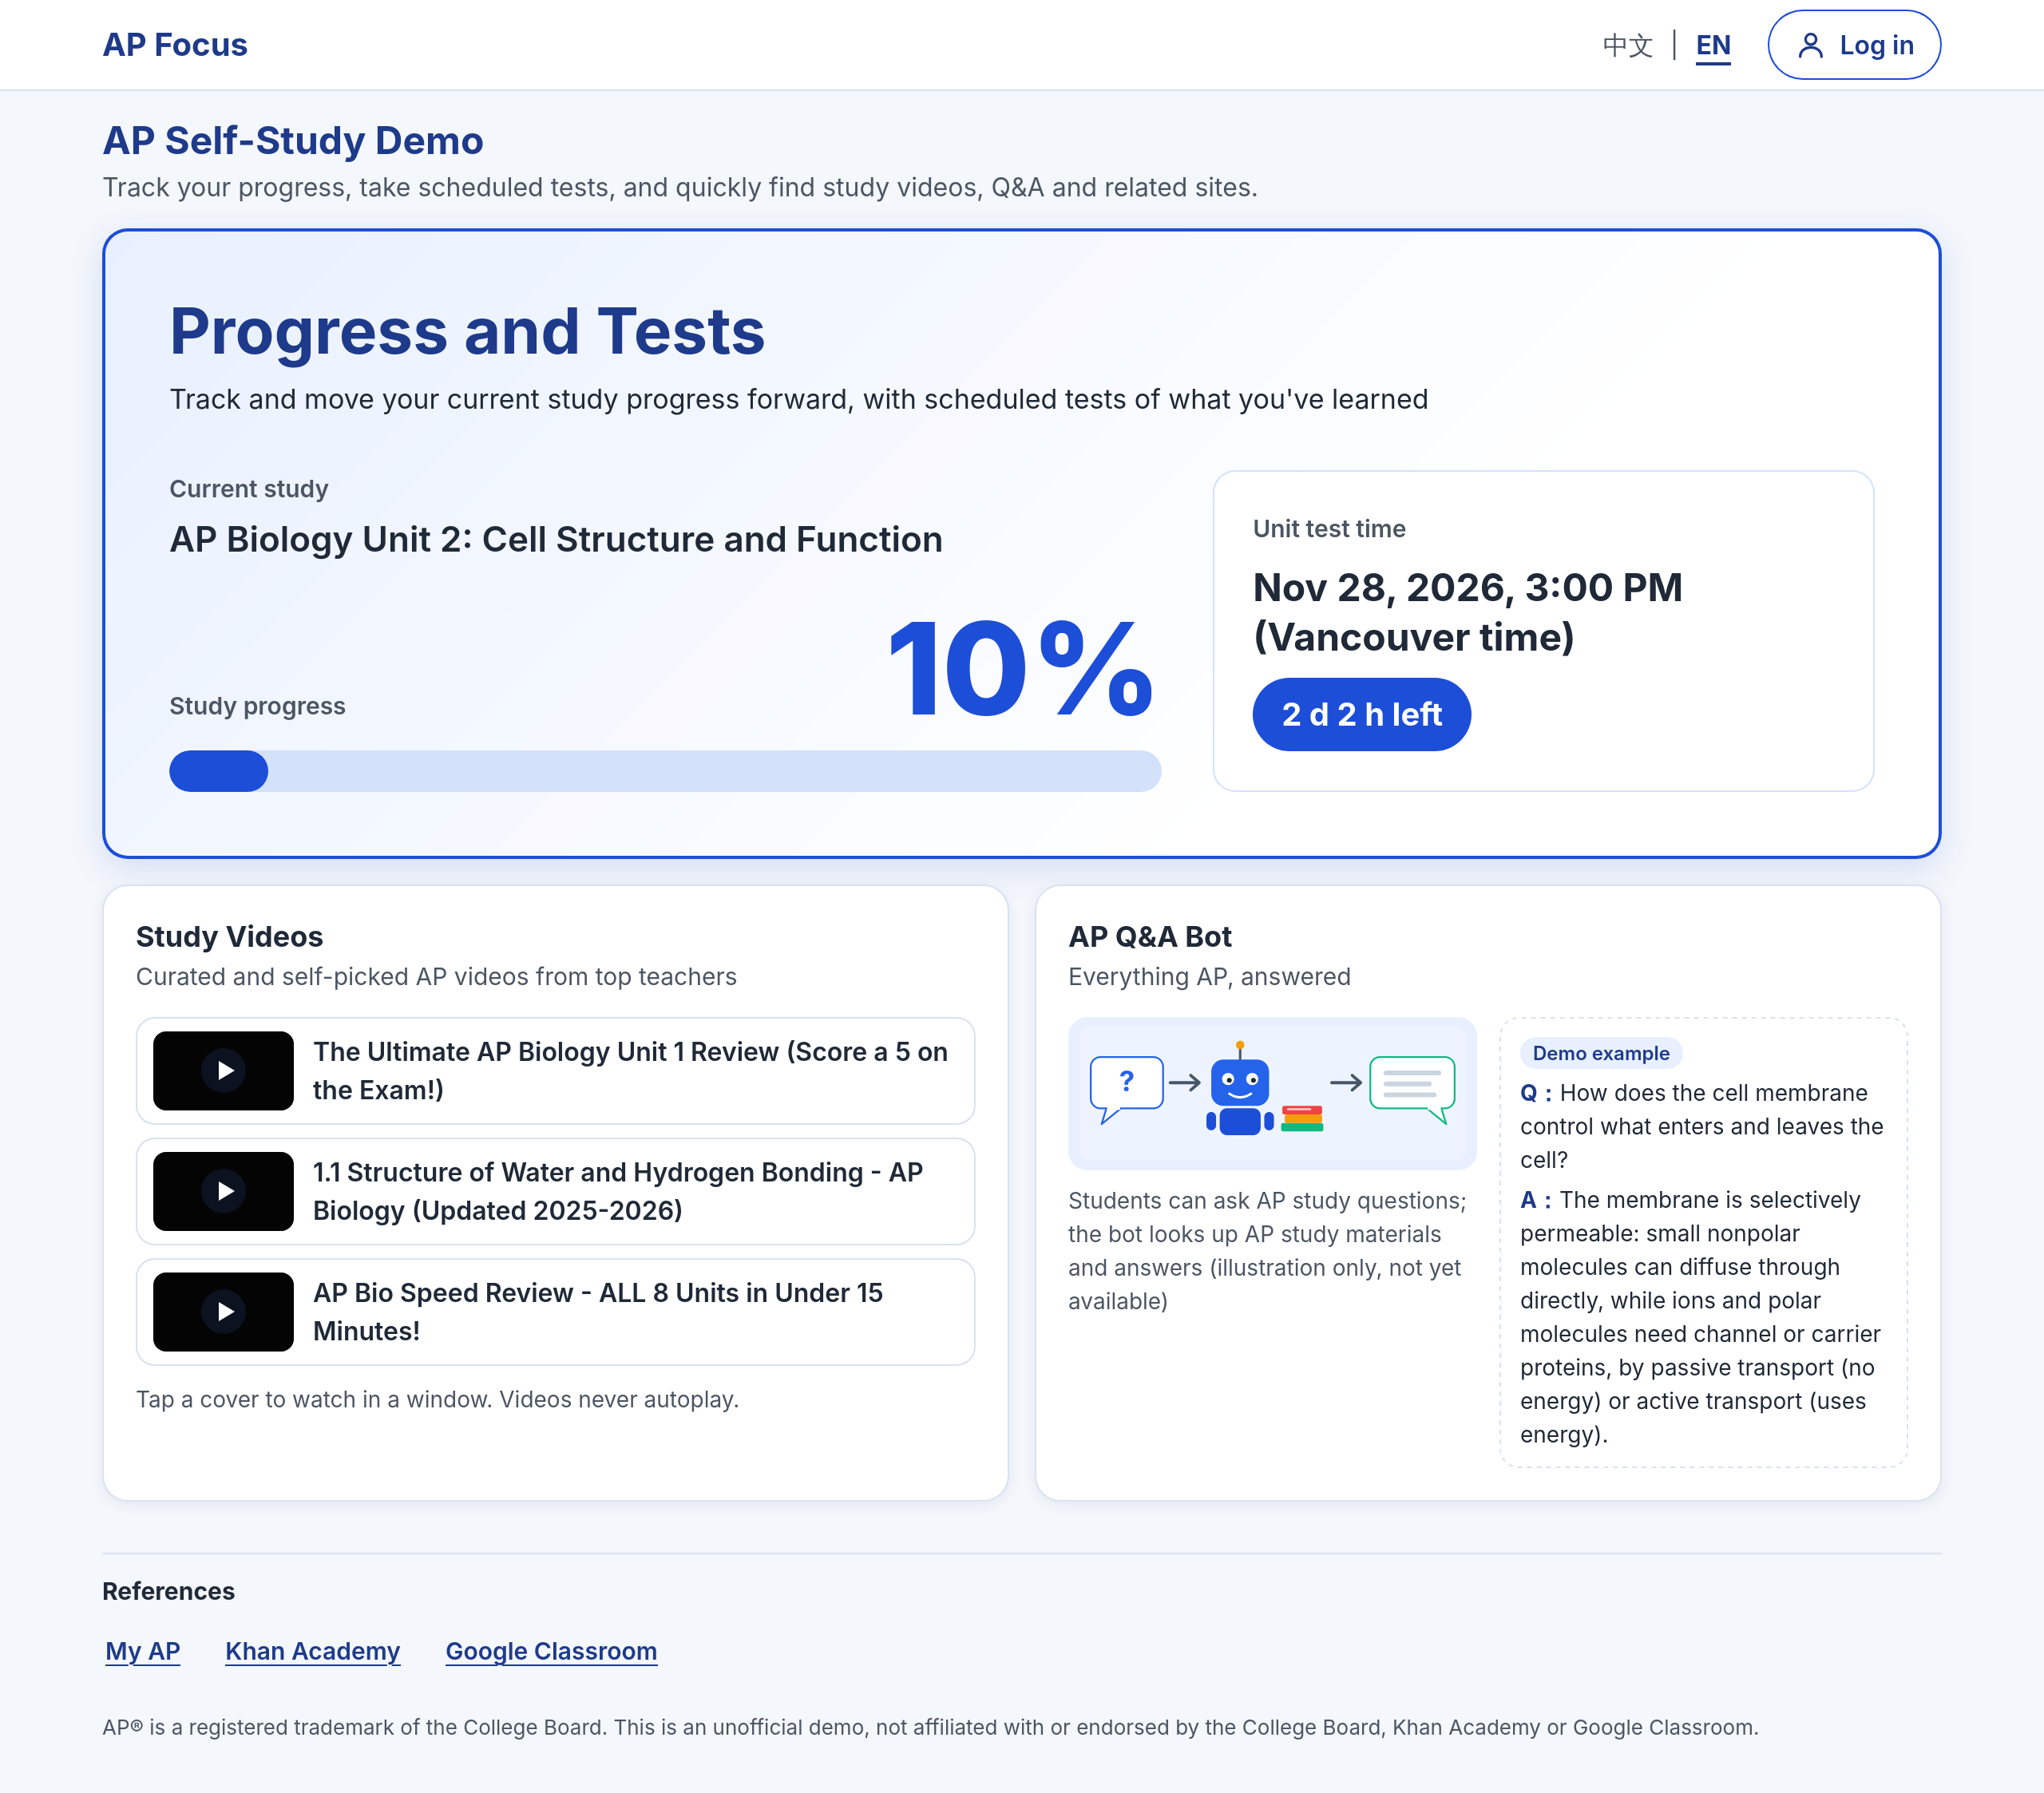 AP Focus
中文 | EN
Log in
AP Self-Study Demo
Track your progress, take scheduled tests, and quickly find study videos, Q&A and related sites.
Progress and Tests
Track and move your current study progress forward, with scheduled tests of what you've learned
Current study
AP Biology Unit 2: Cell Structure and Function
Study progress
10%
Unit test time
Nov 28, 2026, 3:00 PM
(Vancouver time)
2 d 2 h left
Study Videos
Curated and self-picked AP videos from top teachers
The Ultimate AP Biology Unit 1 Review (Score a 5 on
the Exam!)
1.1 Structure of Water and Hydrogen Bonding - AP
Biology (Updated 2025-2026)
AP Bio Speed Review - ALL 8 Units in Under 15
Minutes!
Tap a cover to watch in a window. Videos never autoplay.
AP Q&A Bot
Everything AP, answered
?
Students can ask AP study questions;
the bot looks up AP study materials
and answers (illustration only, not yet
available)
Demo example
Q：How does the cell membrane
control what enters and leaves the
cell?
A：The membrane is selectively
permeable: small nonpolar
molecules can diffuse through
directly, while ions and polar
molecules need channel or carrier
proteins, by passive transport (no
energy) or active transport (uses
energy).
References
My AP
Khan Academy
Google Classroom
AP® is a registered trademark of the College Board. This is an unofficial demo, not affiliated with or endorsed by the College Board, Khan Academy or Google Classroom.